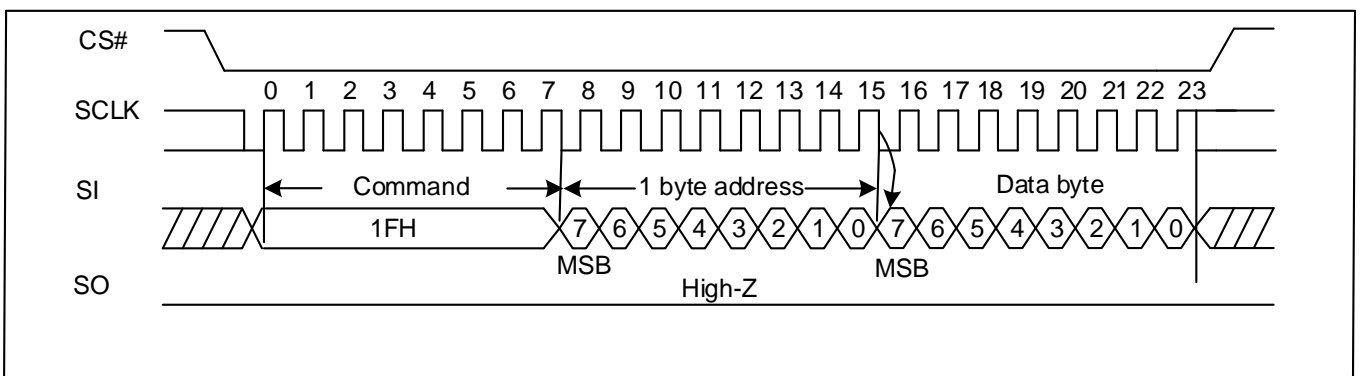 CS#
0 1 2 3 4 5 6 7 8 9 10 11 12 13 14 15 16 17 18 19 20 21 22 23
SCLK
SI
Command 1 byte address Data byte
1FH 7 6 5 4 3 2 1 0 7 6 5 4 3 2 1 0
MSB MSB
SO
High-Z